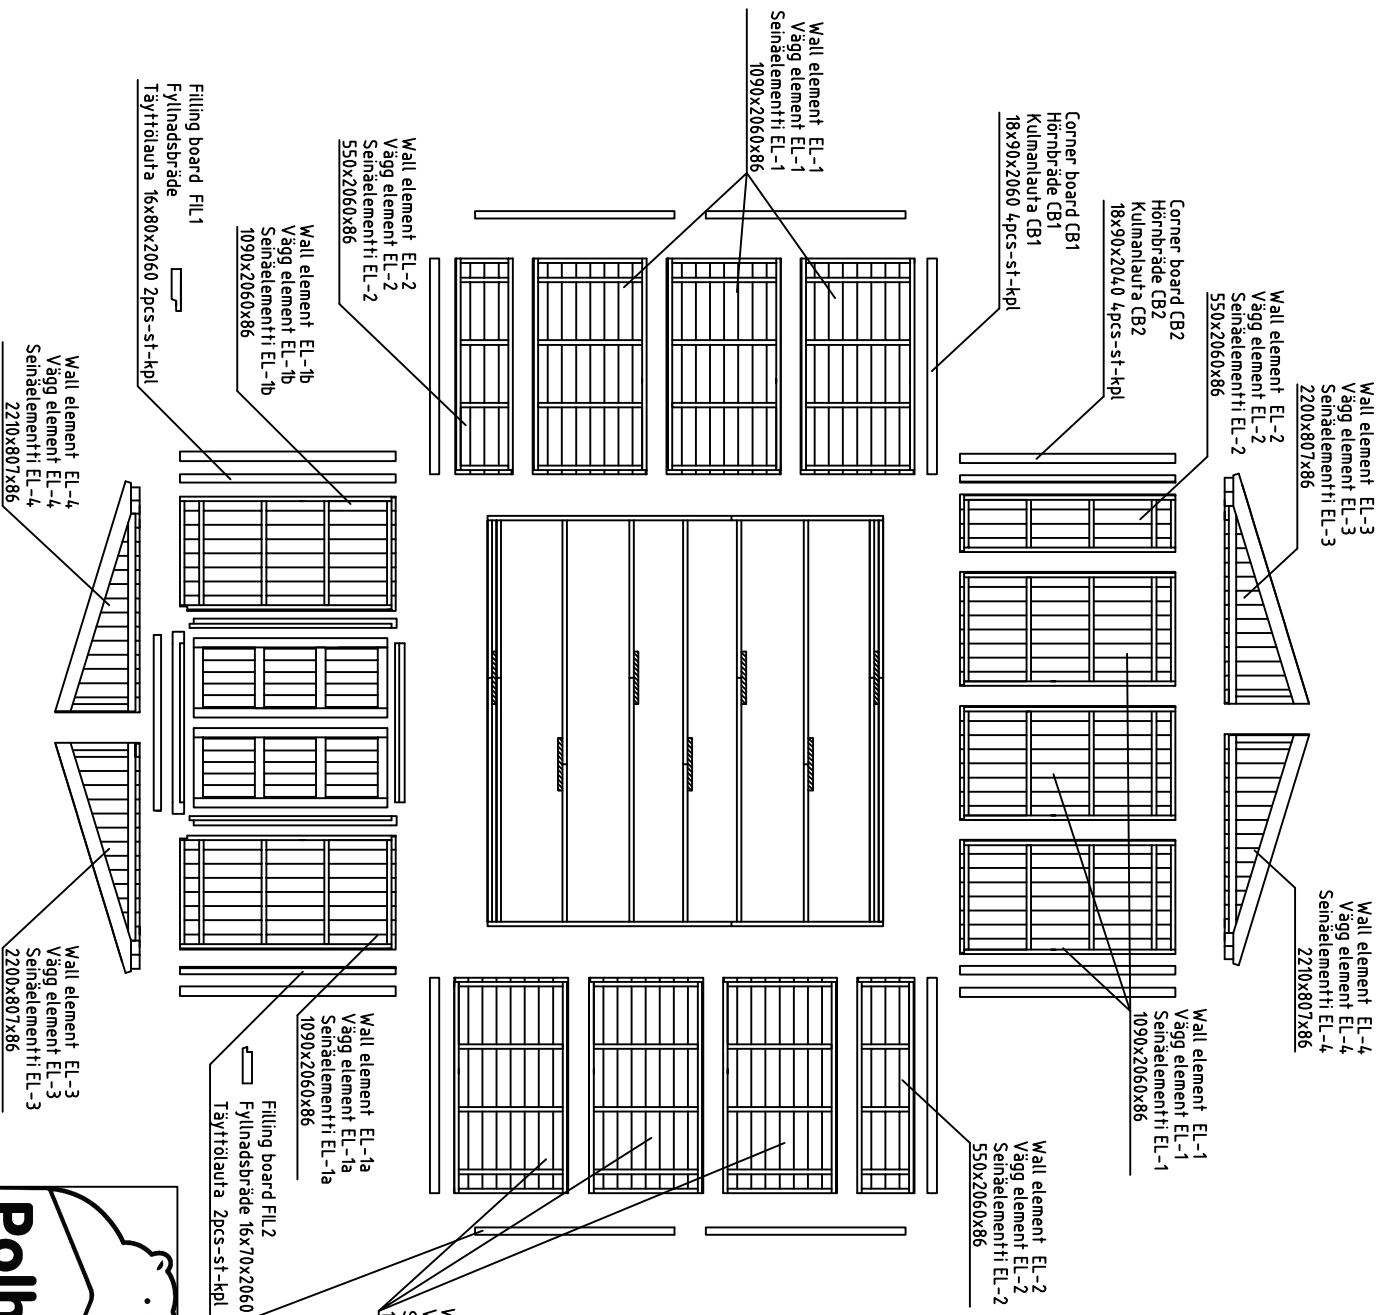 Wall element EL-3
Vägg element EL-3
Seinäelementti EL-3
2200x807x86
Wall element EL-4
Vägg element EL-4
Seinäelementti EL-4
2210x807x86
Wall element EL-2
Vägg element EL-2
Seinäelementti EL-2
550x2060x86
Corner board CB2
Hörnbräde CB2
Kulmanlauta CB2
18x90x2040 4pcs-st-kpl
Corner board CB1
Hörnbräde CB1
Kulmanlauta CB1
18x90x2060 4pcs-st-kpl
Wall element EL-1
Vägg element EL-1
Seinäelementti EL-1
1090x2060x86
Wall element EL-2
Vägg element EL-2
Seinäelementti EL-2
550x2060x86
Wall element EL-1
Vägg element EL-1
Seinäelementti EL-1
1090x2060x86
Wall element EL-2
Vägg element EL-2
Seinäelementti EL-2
550x2060x86
Wall element EL-1b
Vägg element EL-1b
Seinäelementti EL-1b
1090x2060x86
Wall element EL-1a
Vägg element EL-1a
Seinäelementti EL-1a
1090x2060x86
Filling board FIL1
Fyllnadsbräde
Täyttölauta 16x80x2060 2pcs-st-kpl
Filling board FIL2
Fyllnadsbräde 16x70x2060
Täyttölauta 2pcs-st-kpl
Wall element EL-4
Vägg element EL-4
Seinäelementti EL-4
2210x807x86
Wall element EL-3
Vägg element EL-3
Seinäelementti EL-3
2200x807x86